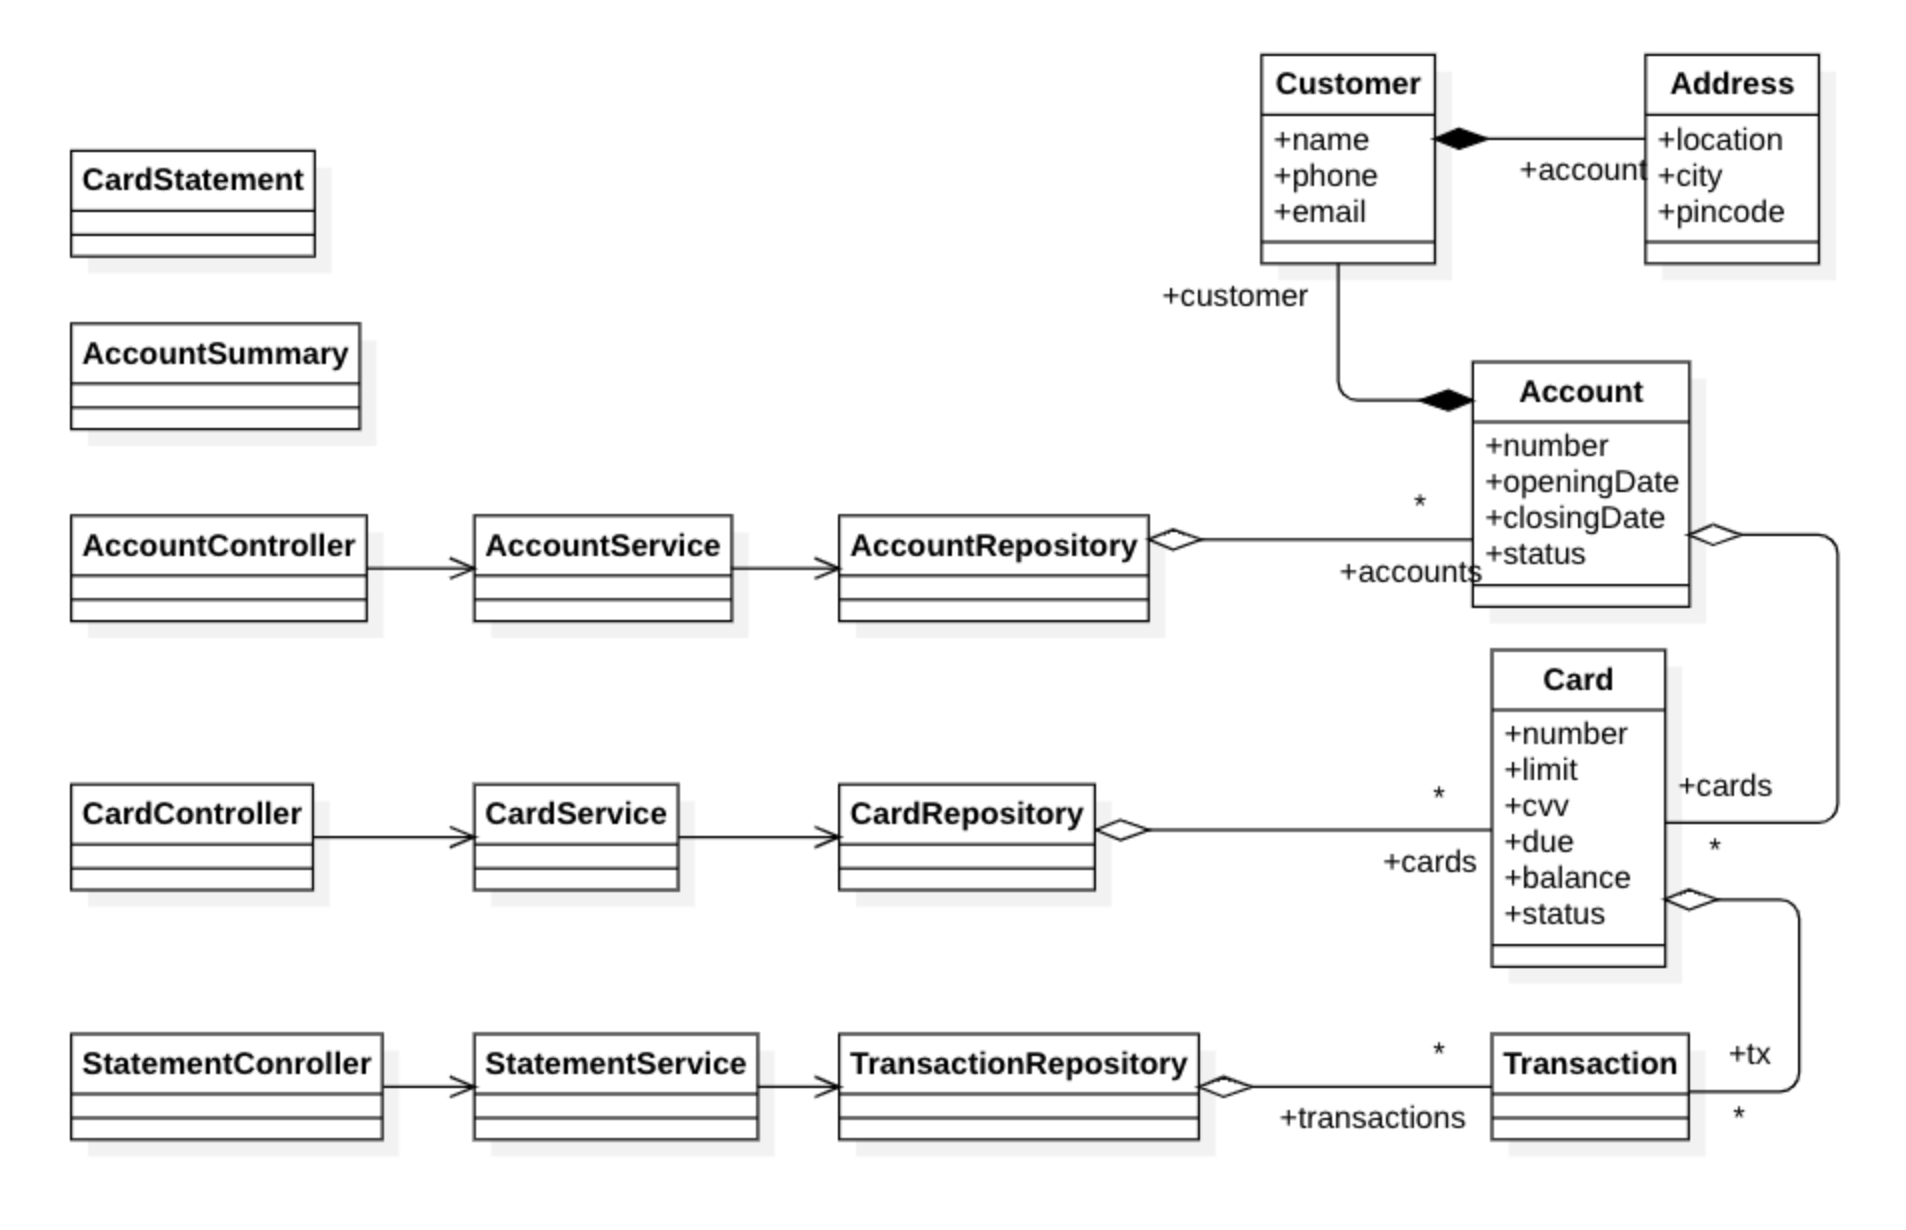 Customer
+name
+phone
+email
Address
+location
+city
+pincode
+account
CardStatement
+customer
AccountSummary
Account
+number
+openingDate
+closingDate
+status
AccountController
AccountService
AccountRepository
*
+accounts
Card
+number
+limit
+cvv
+due
+balance
+status
+cards
*
CardController
CardService
CardRepository
*
+cards
StatementConroller
StatementService
TransactionRepository
*
+transactions
Transaction
+tx
*